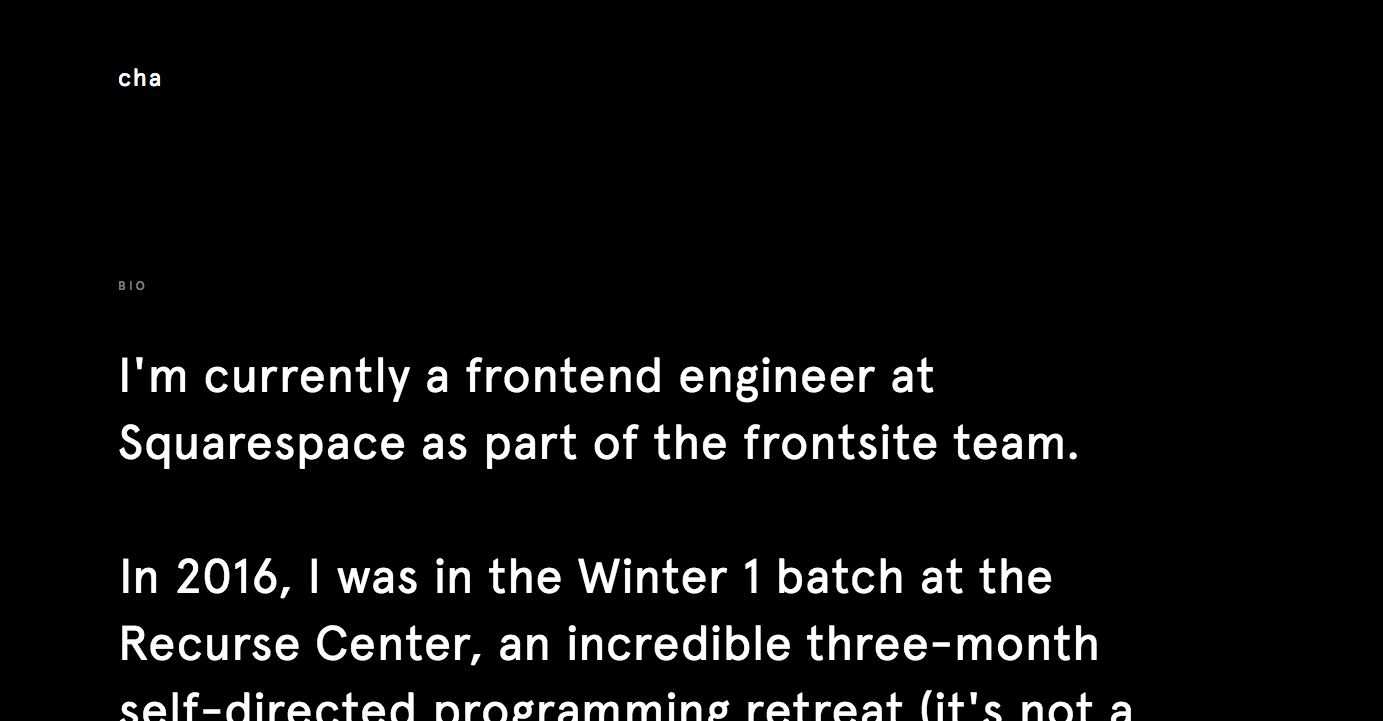 cha
BIO
I'm currently a frontend engineer at
Squarespace as part of the frontsite team.
In 2016, I was in the Winter 1 batch at the
Recurse Center, an incredible three-month
self-directed programming retreat (it's not a